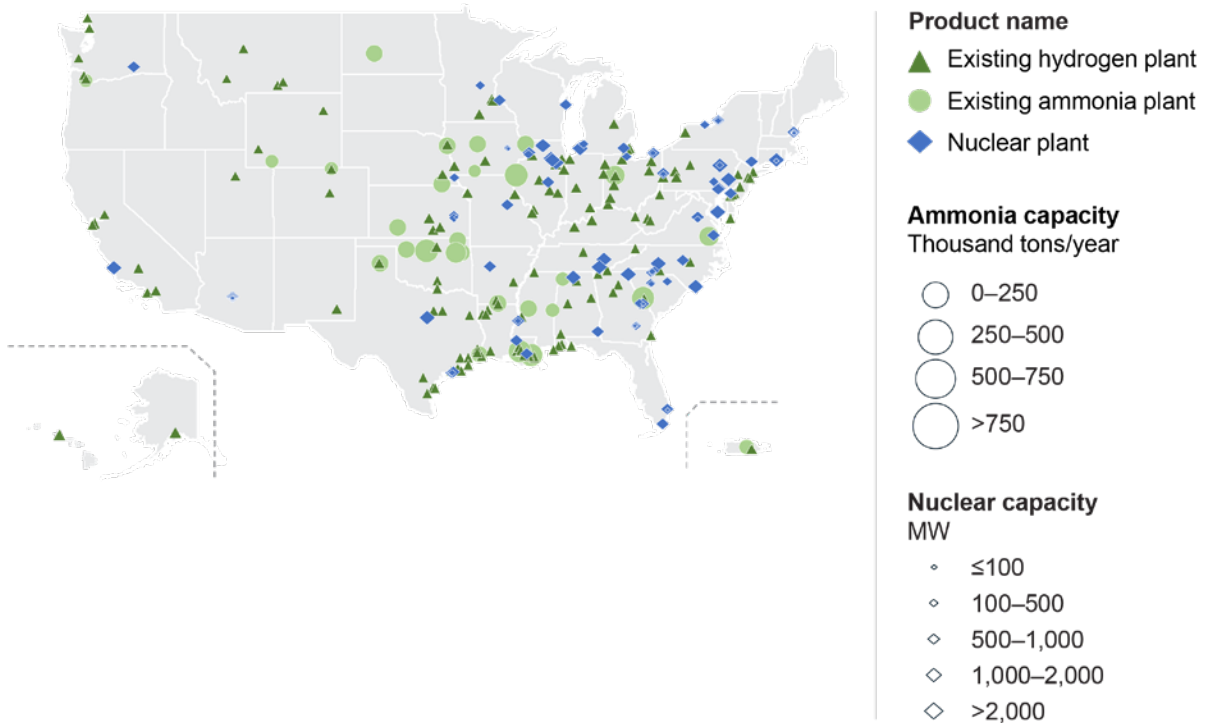 Product name
Existing hydrogen plant
Existing ammonia plant
Nuclear plant
Ammonia capacity
Thousand tons/year
0–250
250–500
500–750
>750
Nuclear capacity
MW
≤100
100–500
500–1,000
1,000–2,000
>2,000